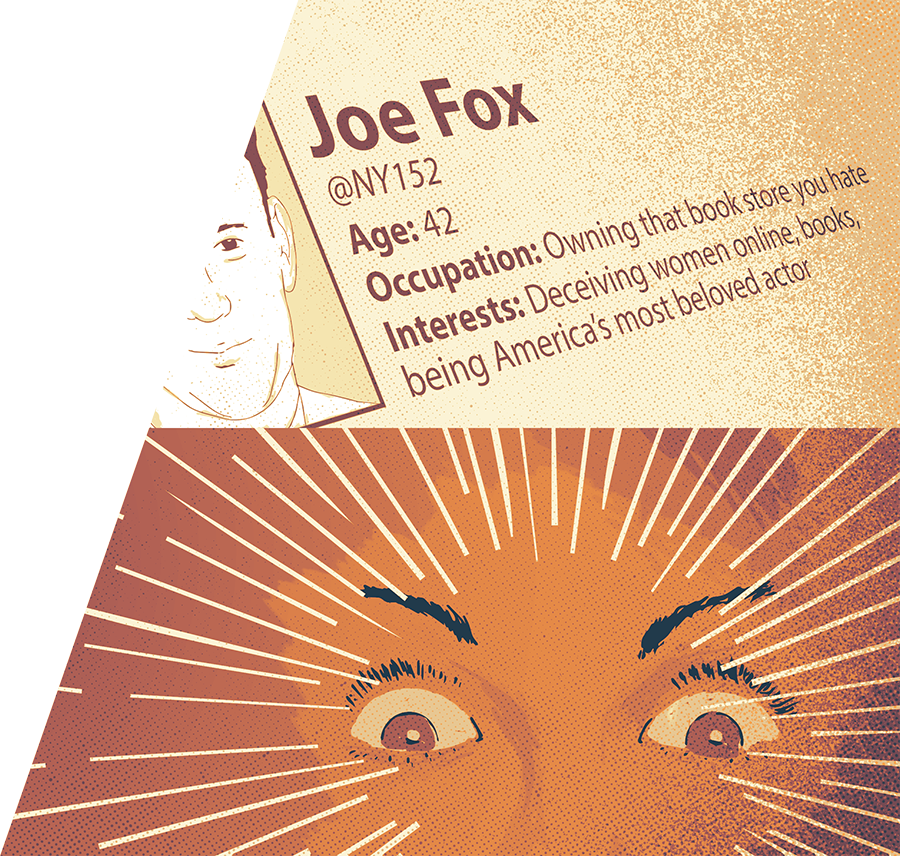 Joe Fox
@NY152
Age: 42
Occupation: Owning that book store you hate
Interests: Deceiving women online, books,
being America's most beloved actor